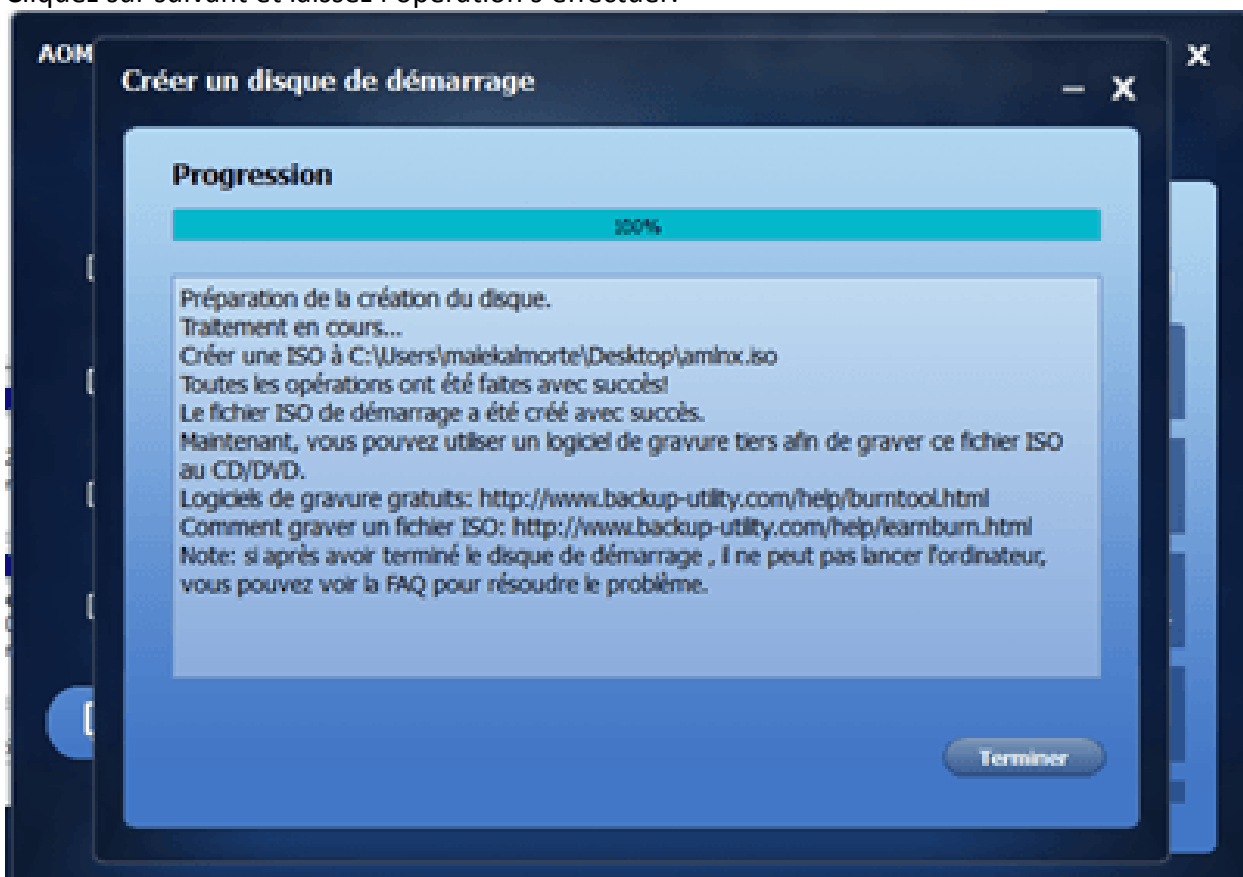 Cliquez sur suivant et laissez l'opération s'effectuer.
AOM
Créer un disque de démarrage
Progression
100%
Préparation de la création du disque.
Traitement en cours...
Créer une ISO à C:\Users\malekalmorte\Desktop\amlnx.iso
Toutes les opérations ont été faites avec succès!
Le fichier ISO de démarrage a été créé avec succès.
Maintenant, vous pouvez utiliser un logiciel de gravure tiers afin de graver ce fichier ISO
au CD/DVD.
Logiciels de gravure gratuits: http://www.backup-utility.com/help/burntool.html
Comment graver un fichier ISO: http://www.backup-utility.com/help/learnburn.html
Note: si après avoir terminé le disque de démarrage , il ne peut pas lancer l'ordinateur,
vous pouvez voir la FAQ pour résoudre le problème.
Terminer